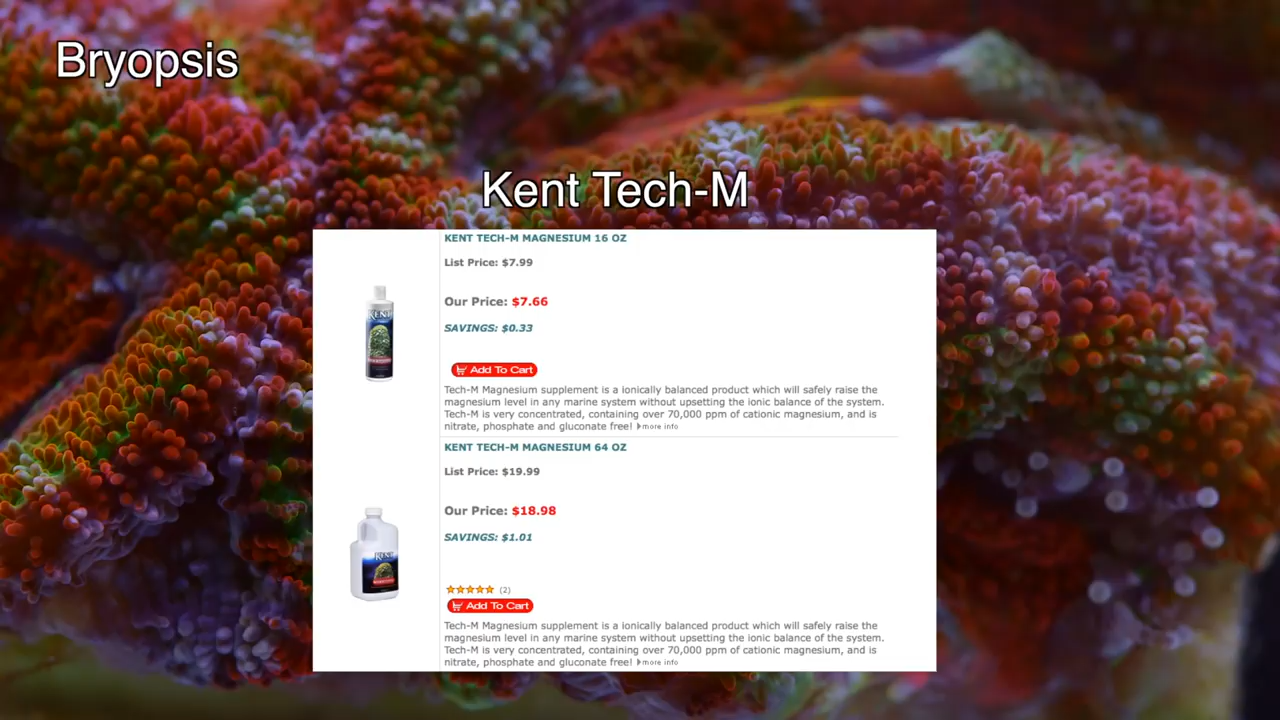 Bryopsis
Kent Tech-M
KENT TECH-M MAGNESIUM 16 OZ
List Price: $7.99
Our Price: $7.66
SAVINGS: $0.33
KENT
Add To Cart
Tech-M Magnesium supplement is a ionically balanced product which will safely raise the
magnesium level in any marine system without upsetting the ionic balance of the system.
Tech-M is very concentrated, containing over 70,000 ppm of cationic magnesium, and is
nitrate, phosphate and gluconate free! more info
KENT TECH-M MAGNESIUM 64 OZ
List Price: $19.99
Our Price: $18.98
SAVINGS: $1.01
KENT
(2)
Add To Cart
Tech-M Magnesium supplement is a ionically balanced product which will safely raise the
magnesium level in any marine system without upsetting the ionic balance of the system.
Tech-M is very concentrated, containing over 70,000 ppm of cationic magnesium, and is
nitrate, phosphate and gluconate free! more info